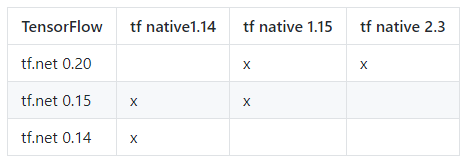 TensorFlow tf native1.14 tf native 1.15 tf native 2.3
tf.net 0.20 x x
tf.net 0.15 x x
tf.net 0.14 x